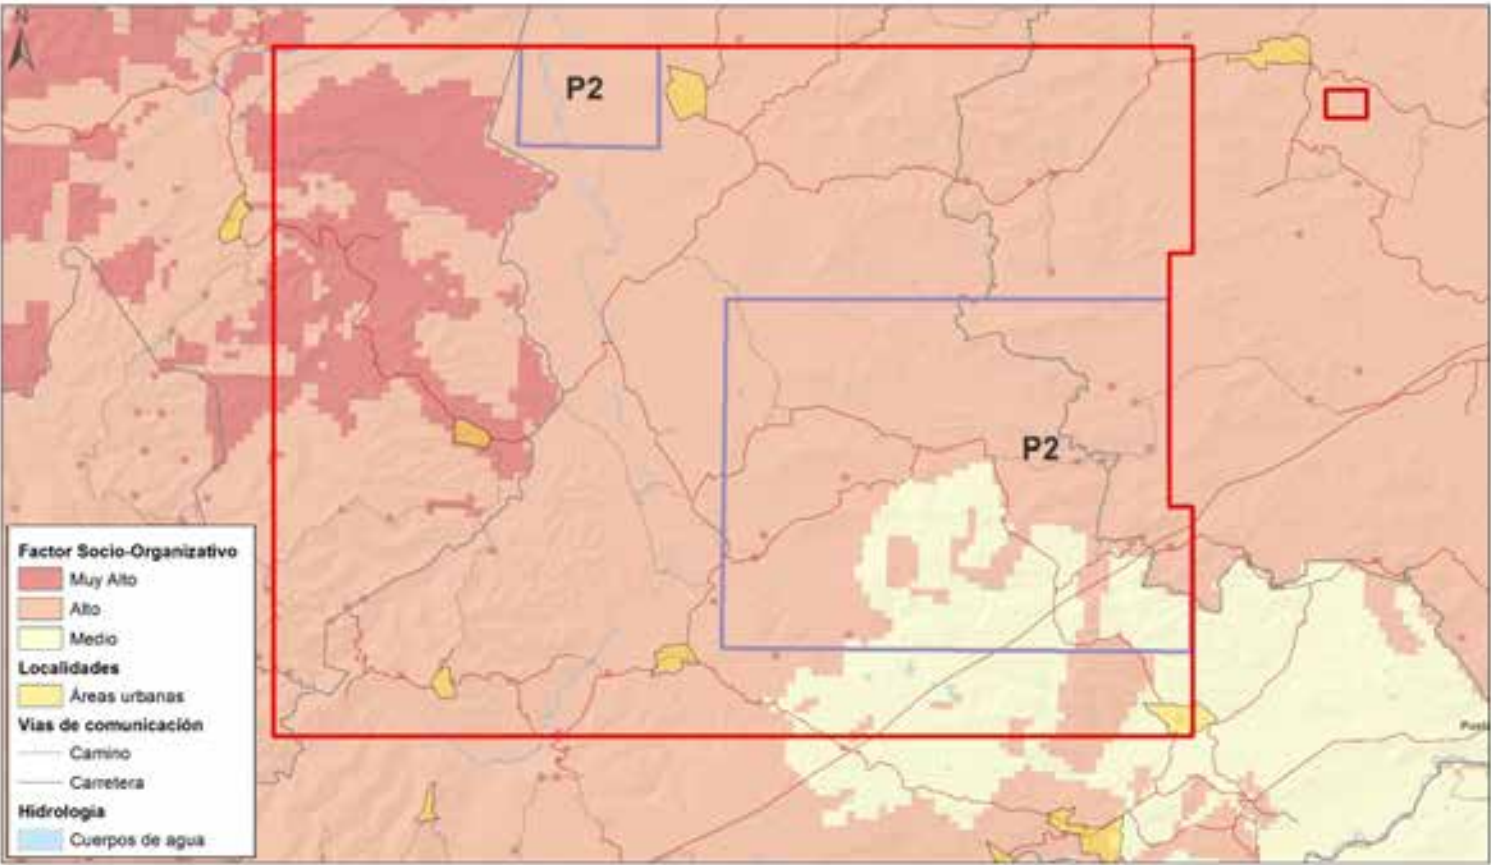 N
P2
P2
Factor Socio-Organizativo
Muy Alto
Alto
Medio
Localidades
Áreas urbanas
Vias de comunicación
Camino
Carretera
Hidrología
Cuerpos de agua